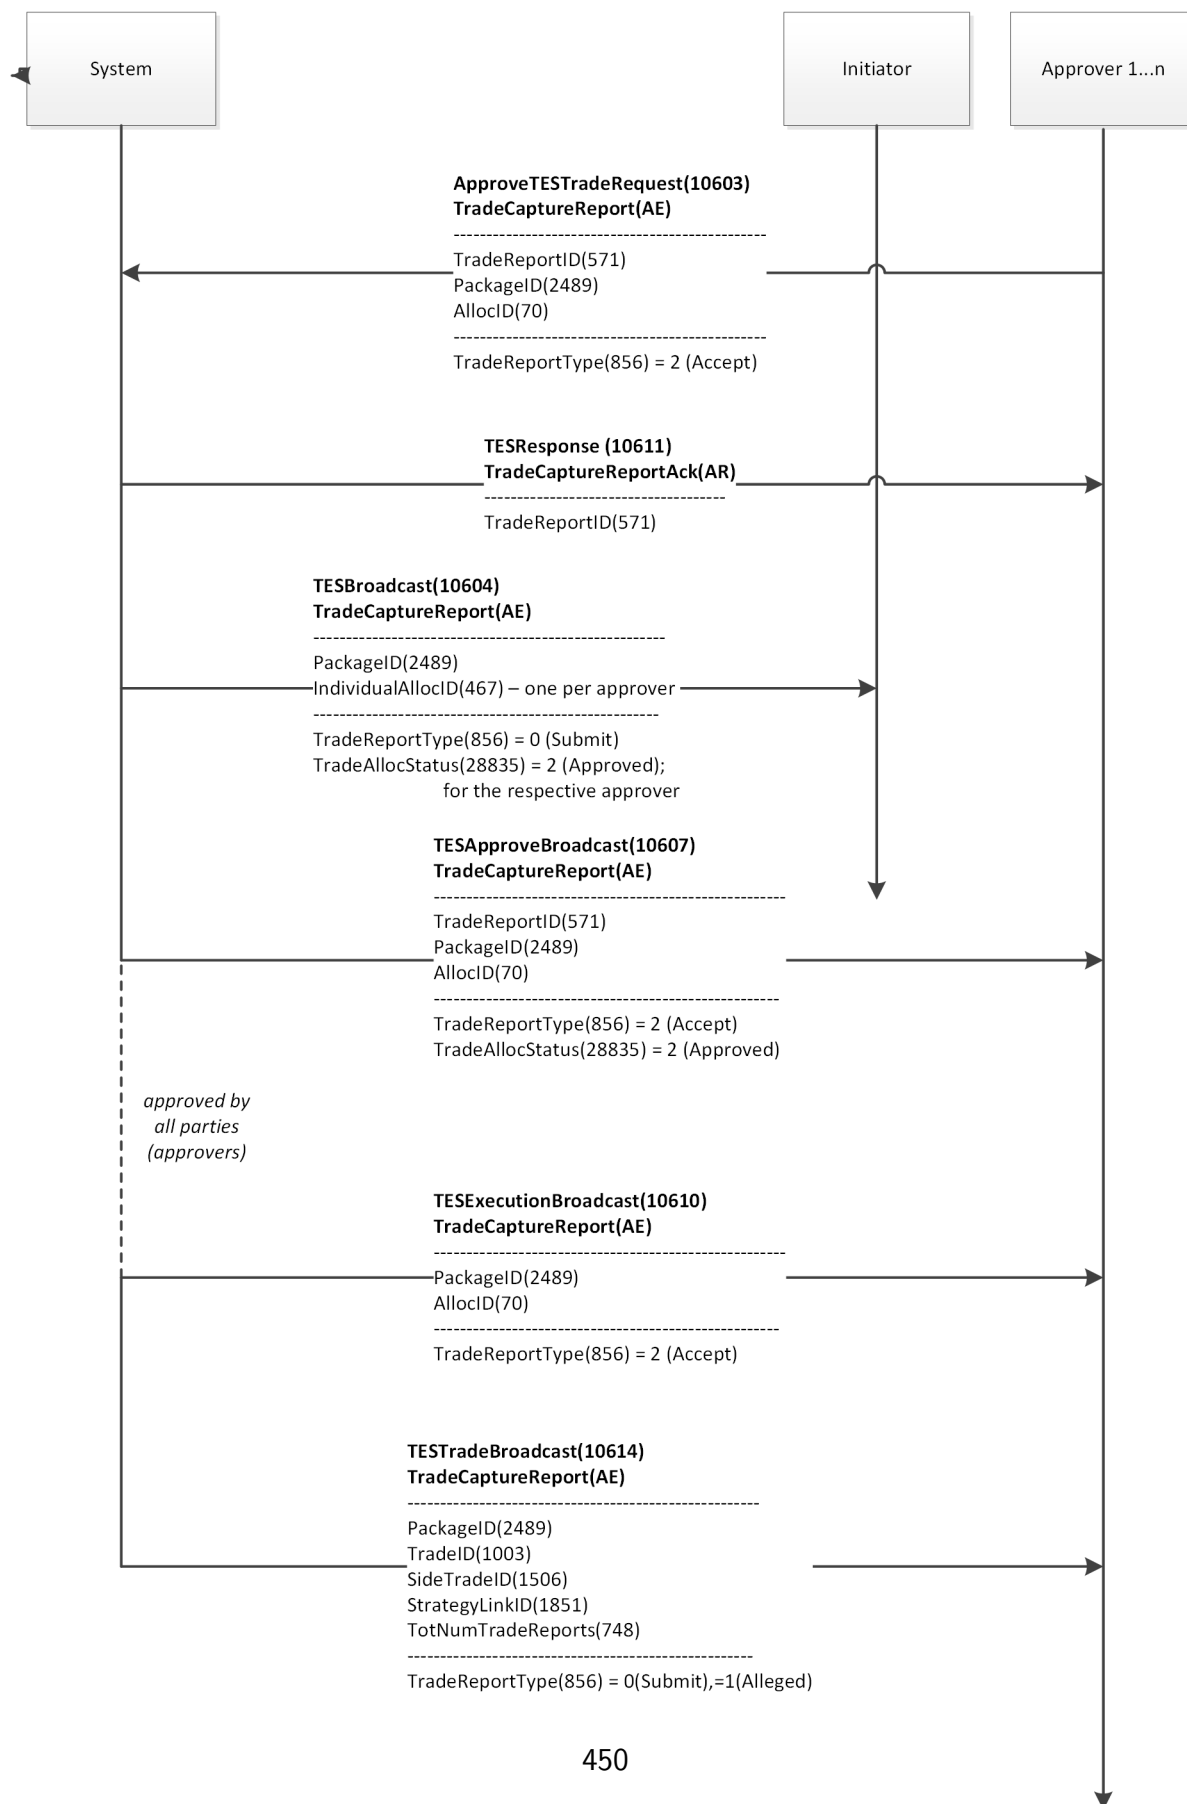 System
Initiator
Approver 1...n
ApproveTESTradeRequest(10603)
TradeCaptureReport(AE)
------------------------------------------------
TradeReportID(571)
PackageID(2489)
AllocID(70)
------------------------------------------------
TradeReportType(856) = 2 (Accept)
TESResponse (10611)
TradeCaptureReportAck(AR)
-------------------------------------
TradeReportID(571)
TESBroadcast(10604)
TradeCaptureReport(AE)
------------------------------------------------------
PackageID(2489)
IndividualAllocID(467) – one per approver
-----------------------------------------------------
TradeReportType(856) = 0 (Submit)
TradeAllocStatus(28835) = 2 (Approved);
for the respective approver
TESApproveBroadcast(10607)
TradeCaptureReport(AE)
------------------------------------------------------
TradeReportID(571)
PackageID(2489)
AllocID(70)
-----------------------------------------------------
TradeReportType(856) = 2 (Accept)
TradeAllocStatus(28835) = 2 (Approved)
approved by
all parties
(approvers)
TESExecutionBroadcast(10610)
TradeCaptureReport(AE)
------------------------------------------------------
PackageID(2489)
AllocID(70)
-----------------------------------------------------
TradeReportType(856) = 2 (Accept)
TESTradeBroadcast(10614)
TradeCaptureReport(AE)
------------------------------------------------------
PackageID(2489)
TradeID(1003)
SideTradeID(1506)
StrategyLinkID(1851)
TotNumTradeReports(748)
-----------------------------------------------------
TradeReportType(856) = 0(Submit),=1(Alleged)
450